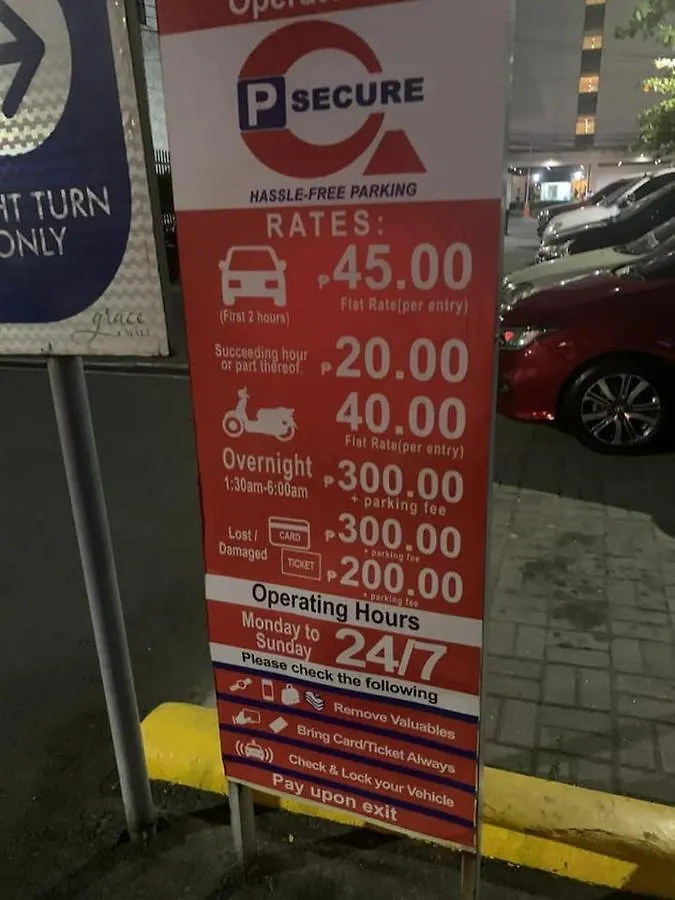 P SECURE
HASSLE-FREE PARKING
RATES:
₱45.00
(First 2 hours)
Flat Rate(per entry)
Succeeding hour
or part thereof.
₱20.00
40.00
Flat Rate(per entry)
Overnight
1:30am-6:00am
₱300.00
+ parking fee
Lost /
Damaged
CARD
₱300.00
+ parking fee
TICKET
₱200.00
+ parking fee
Operating Hours
Monday to
Sunday
24/7
Please check the following
Remove Valuables
Bring Card/Ticket Always
Check & Lock your Vehicle
Pay upon exit
HT TURN
ONLY
grace
MALL